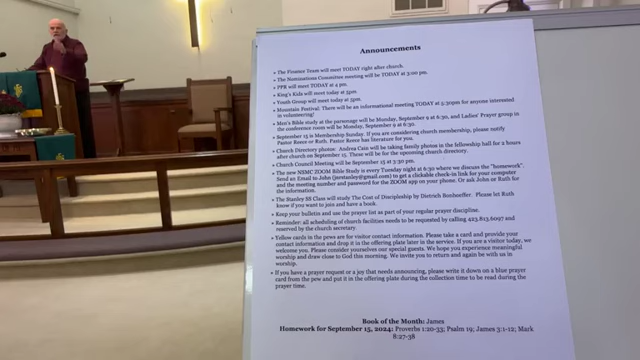 Announcements
• The Finance Team will meet TODAY right after church.
• The Nominations Committee meeting will be TODAY at 3:00 pm.
• PPR will meet TODAY at 4 pm.
• King's Kids will meet today at 5pm.
• Youth Group will meet today at 5pm.
• Mountain Festival: There will be an informational meeting TODAY at 5:30pm for anyone interested
in volunteering!
• Men's Bible study at the parsonage will be Monday, September 9 at 6:30, and Ladies' Prayer group in
the conference room will be Monday, September 9 at 6:30.
• September 15 is Membership Sunday. If you are considering church membership, please notify
Pastor Reece or Ruth. Pastor Reece has literature for you.
• Church Directory photos: Andrea Cain will be taking family photos in the fellowship hall for 2 hours
after church on September 15. These will be for the upcoming church directory.
• Church Council Meeting will be September 15 at 3:30 pm.
• The new NSMC ZOOM Bible Study is every Tuesday night at 6:30 where we discuss the "homework".
Send an Email to John to get a clickable check-in link for your computer
and the meeting number and password for the ZOOM app on your phone. Or ask John or Ruth for
the information.
• The Stanley SS Class will study The Cost of Discipleship by Dietrich Bonhoeffer. Please let Ruth
know if you want to join and have a book.
• Keep your bulletin and use the prayer list as part of your regular prayer discipline.
• Reminder: all scheduling of church facilities needs to be requested by calling 423.813.6097 and
reserved by the church secretary.
• Yellow cards in the pews are for visitor contact information. Please take a card and provide your
contact information and drop it in the offering plate later in the service. If you are a visitor today, we
welcome you. Please consider yourselves our special guests. We hope you experience meaningful
worship and draw close to God this morning. We invite you to return and again be with us in
worship.
• If you have a prayer request or a joy that needs announcing, please write it down on a blue prayer
card from the pew and put it in the offering plate during the collection time to be read during the
prayer time.
Book of the Month: James
Homework for September 15, 2024: Proverbs 1:20-33; Psalm 19; James 3:1-12; Mark
8:27-38